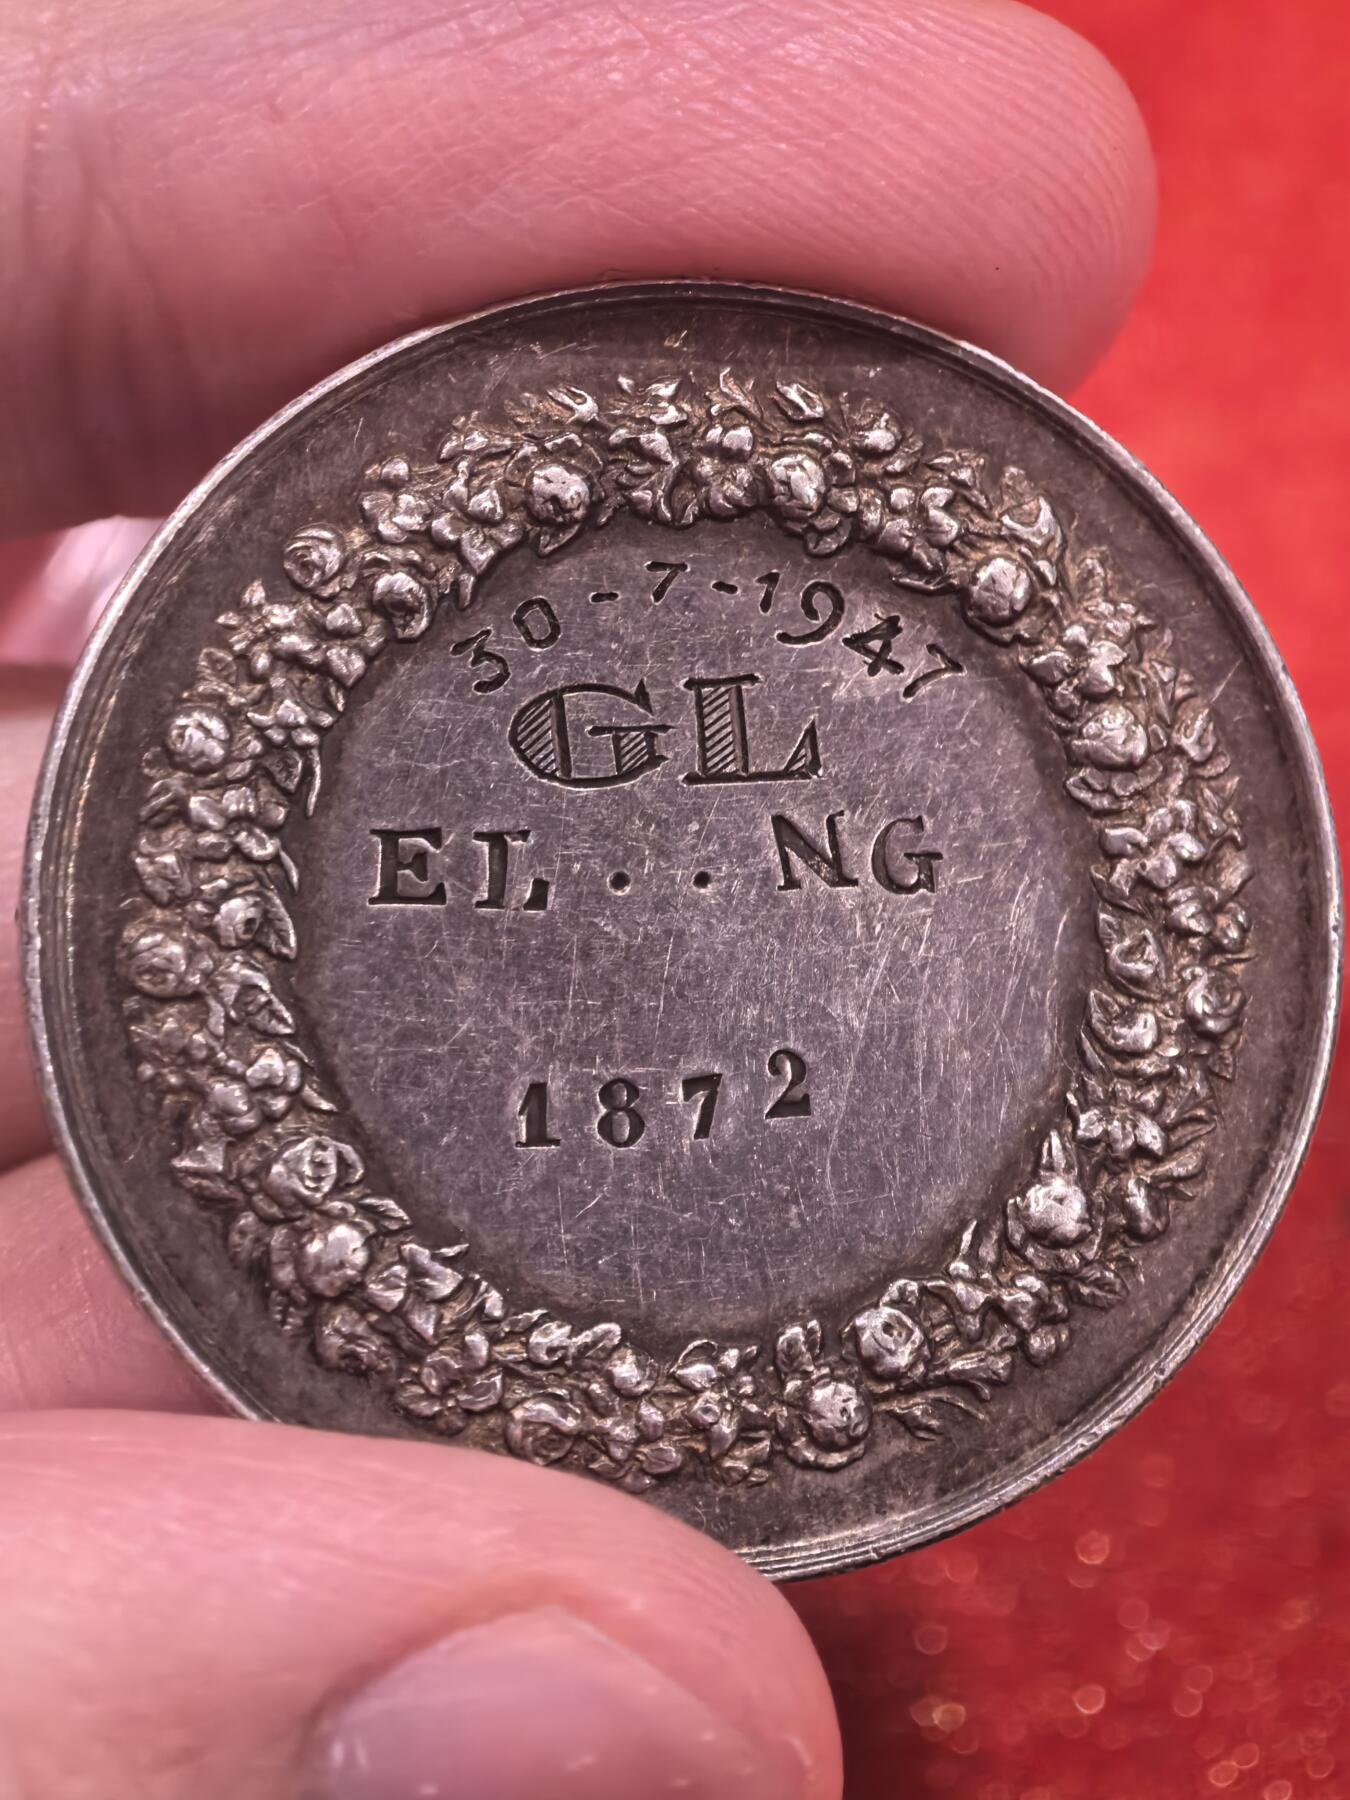 30-7-1947
GL
EL . . NG
1872